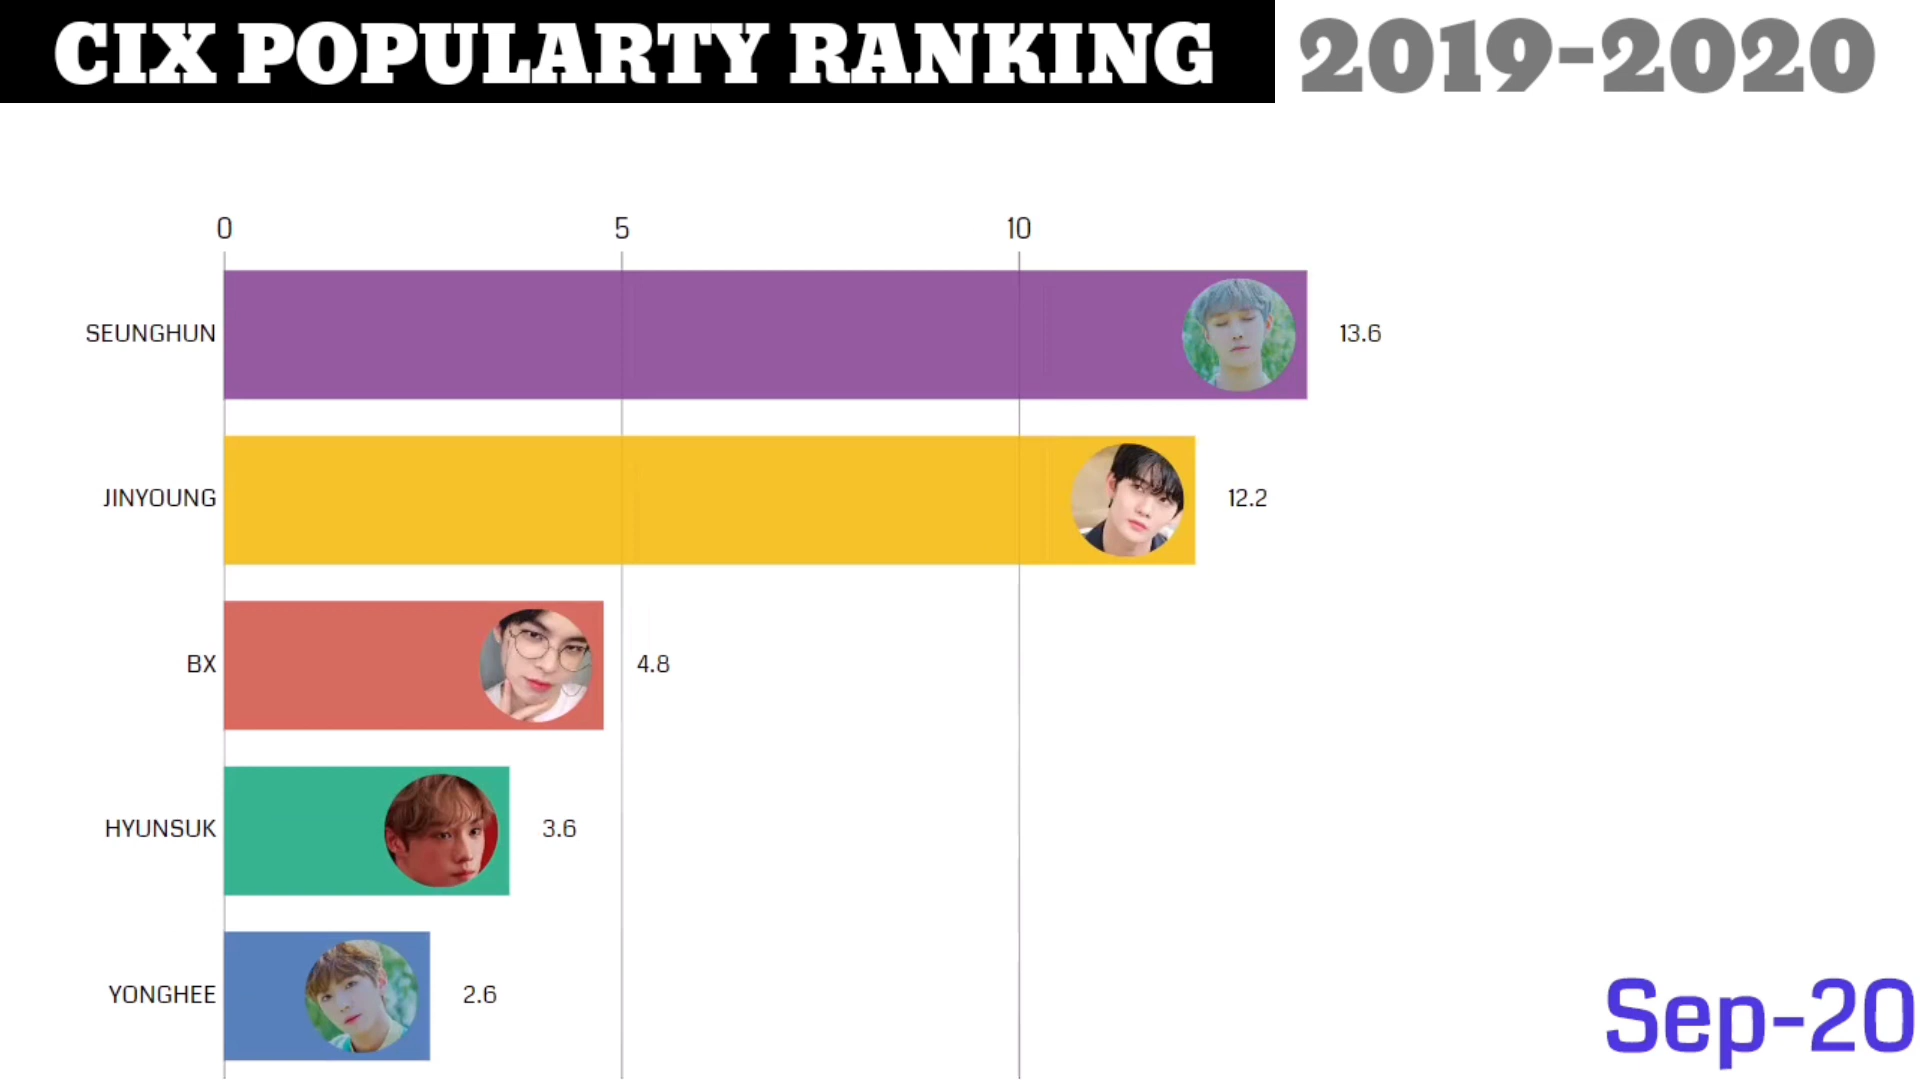 CIX POPULARTY RANKING 2019-2020
0 5 10
SEUNGHUN 13.6
JINYOUNG 12.2
BX 4.8
HYUNSUK 3.6
YONGHEE 2.6
Sep-20